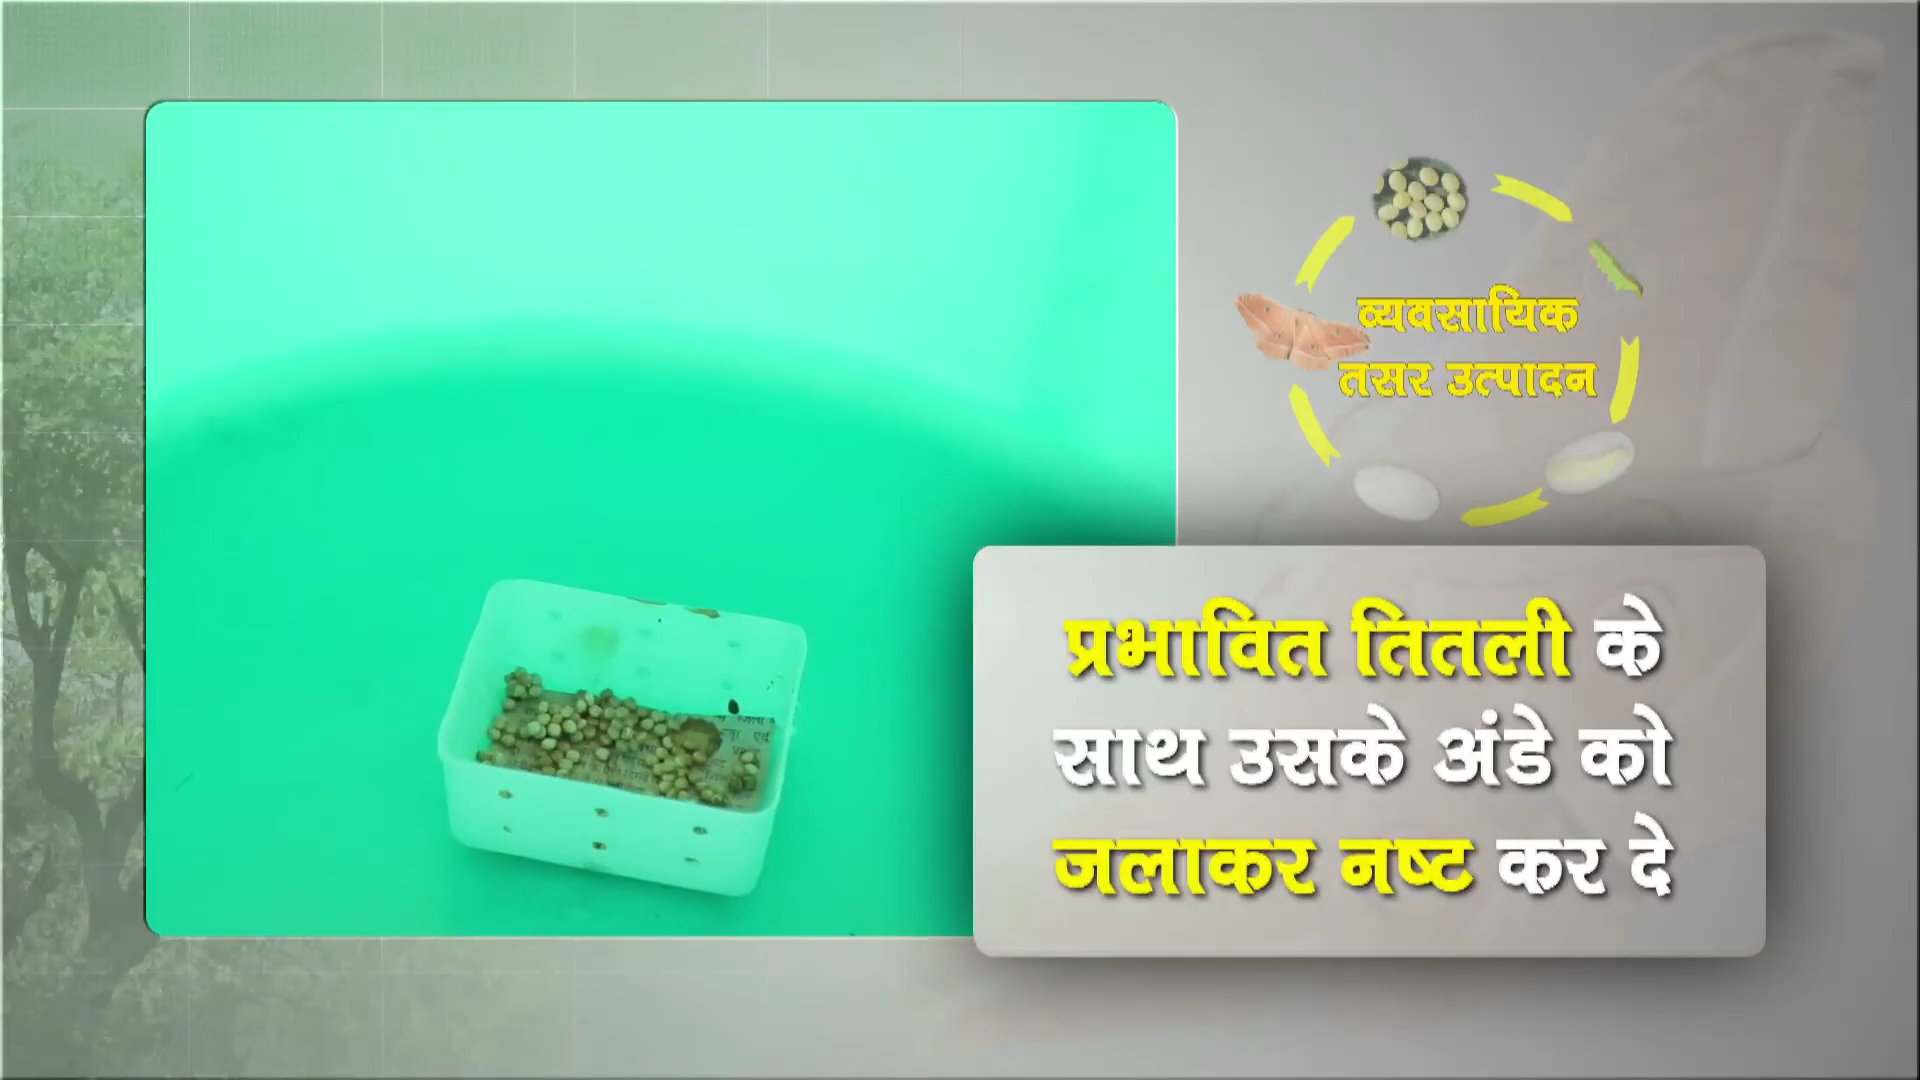 व्यवसायिक
तसर उत्पादन
प्रभावित तितली के
साथ उसके अंडे को
जलाकर नष्ट कर दे